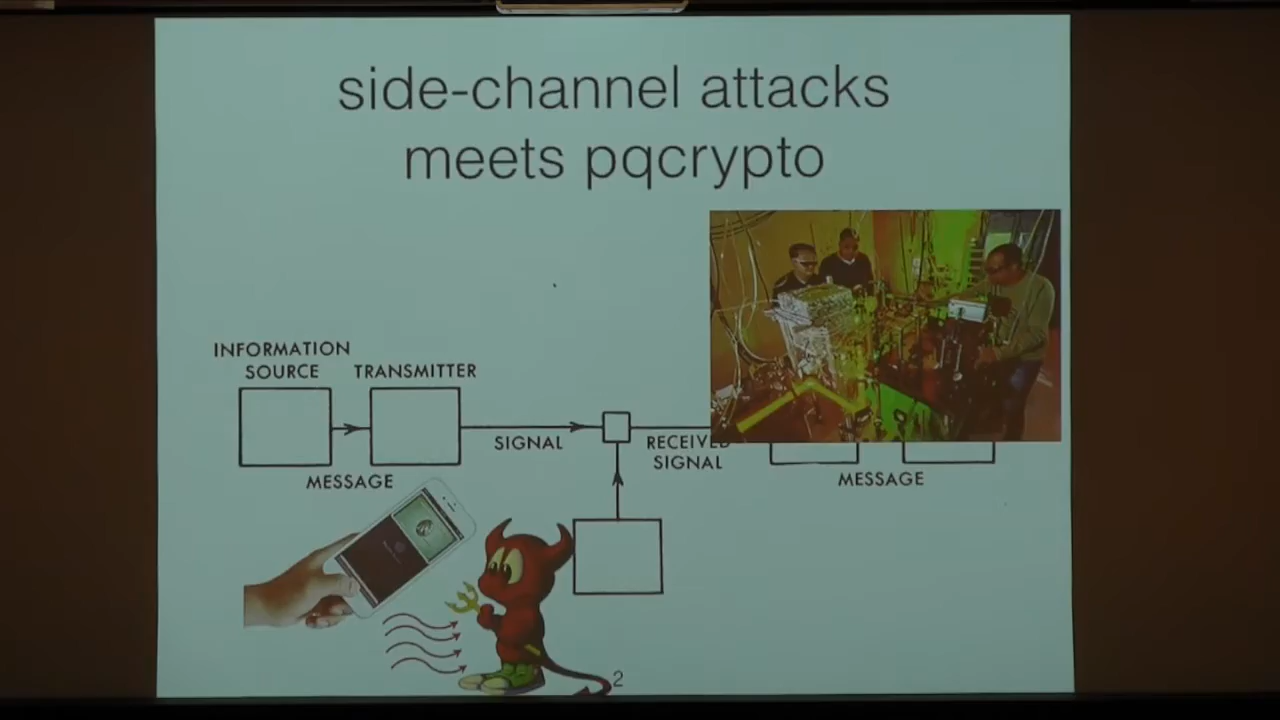 side-channel attacks
meets pqcrypto
INFORMATION
SOURCE
TRANSMITTER
SIGNAL
RECEIVED
SIGNAL
MESSAGE
MESSAGE
2